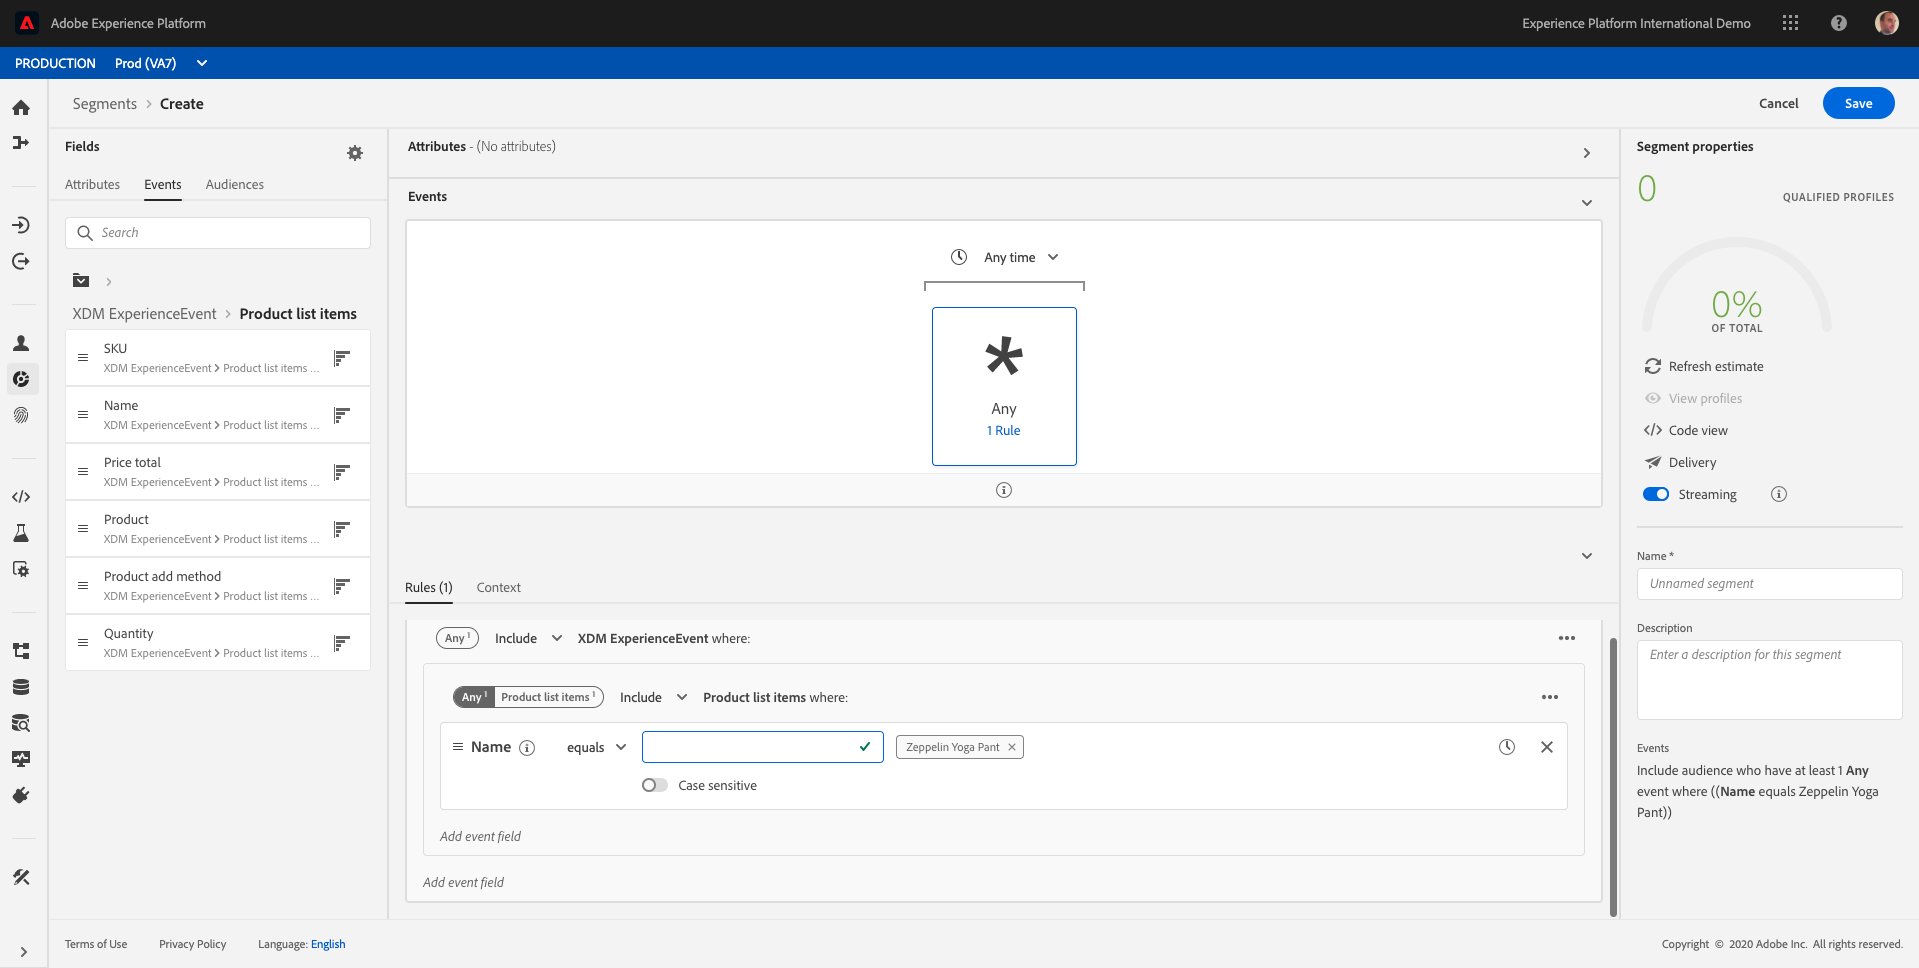 Adobe Experience Platform
Experience Platform International Demo
PRODUCTION Prod (VA7)
Segments > Create
Cancel
Save
Fields
Attributes Events Audiences
Search
XDM ExperienceEvent > Product list items
SKU
XDM ExperienceEvent > Product list items ...
Name
XDM ExperienceEvent > Product list items ...
Price total
XDM ExperienceEvent > Product list items ...
Product
XDM ExperienceEvent > Product list items ...
Product add method
XDM ExperienceEvent > Product list items ...
Quantity
XDM ExperienceEvent > Product list items ...
Attributes - (No attributes)
Events
Any time
Any
1 Rule
Rules (1) Context
Any 1 Include XDM ExperienceEvent where:
Any 1 Product list items 1 Include Product list items where:
Name equals Zeppelin Yoga Pant
Case sensitive
Add event field
Add event field
Segment properties
0
QUALIFIED PROFILES
0%
OF TOTAL
Refresh estimate
View profiles
Code view
Delivery
Streaming
Name *
Unnamed segment
Description
Enter a description for this segment
Events
Include audience who have at least 1 Any
event where ((Name equals Zeppelin Yoga
Pant))
Terms of Use Privacy Policy Language: English
Copyright © 2020 Adobe Inc. All rights reserved.